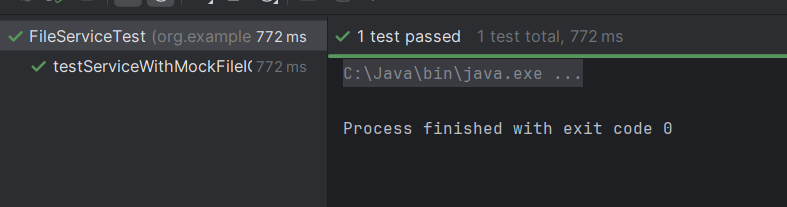 FileServiceTest (org.example 772 ms
testServiceWithMockFileI 772 ms
1 test passed 1 test total, 772 ms
C:\Java\bin\java.exe ...
Process finished with exit code 0